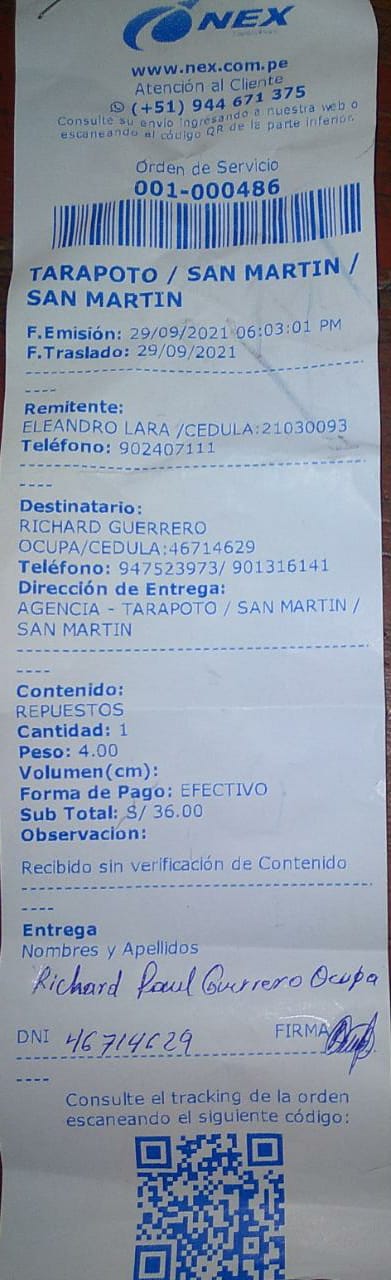 NEX
www.nex.com.pe
Atención al Cliente
(+51) 944 671 375
Consulte su envio ingresando a nuestra web o
escaneando el código QR de la parte inferior.
Orden de Servicio
001-000486
TARAPOTO / SAN MARTIN /
SAN MARTIN
F.Emisión: 29/09/2021 06:03:01 PM
F.Traslado: 29/09/2021
----
Remitente:
ELEANDRO LARA /CEDULA:21030093
Teléfono: 902407111
----
Destinatario:
RICHARD GUERRERO
OCUPA/CEDULA:46714629
Teléfono: 947523973/ 901316141
Dirección de Entrega:
AGENCIA - TARAPOTO / SAN MARTIN /
SAN MARTIN
----
Contenido:
REPUESTOS
Cantidad: 1
Peso: 4.00
Volumen(cm):
Forma de Pago: EFECTIVO
Sub Total: S/ 36.00
Observacion:
Recibido sin verificación de Contenido
----
Entrega
Nombres y Apellidos
Richard Paul Guerrero Ocupa
DNI 46714629 FIRMA
----
Consulte el tracking de la orden
escaneando el siguiente código: